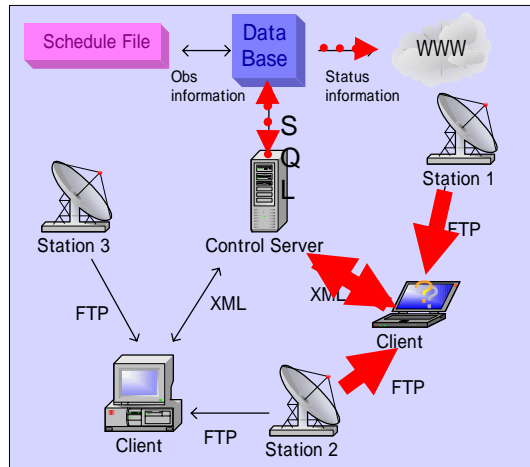 Schedule File
Data
Base
WWW
Obs
information
Status
information
S
Q
L
Station 1
Station 3
Control Server
FTP
XML
FTP
XML
Client
FTP
Client
FTP
Station 2